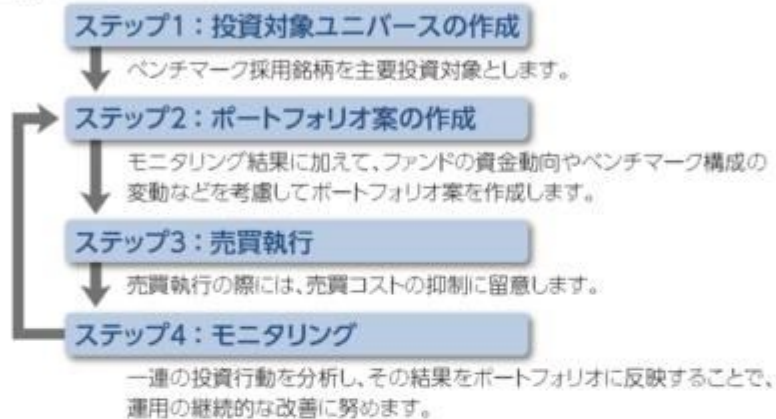 ステップ1：投資対象ユニバースの作成
ベンチマーク採用銘柄を主要投資対象とします。
ステップ2：ポートフォリオ案の作成
モニタリング結果に加えて、ファンドの資金動向やベンチマーク構成の
変動などを考慮してポートフォリオ案を作成します。
ステップ3：売買執行
売買執行の際には、売買コストの抑制に留意します。
ステップ4：モニタリング
一連の投資行動を分析し、その結果をポートフォリオに反映することで、
運用の継続的な改善に努めます。